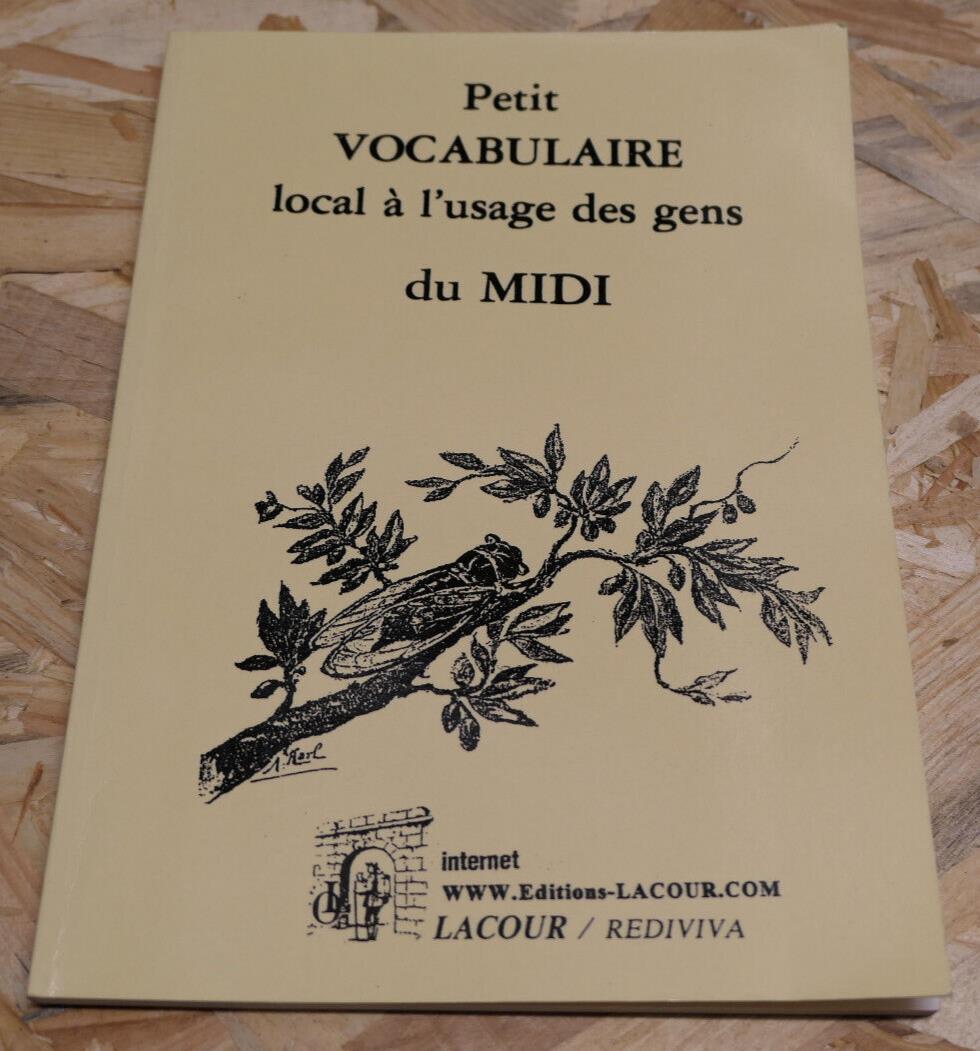 Petit
VOCABULAIRE
local à l'usage des gens
du MIDI
internet
WWW.Editions-LACOUR.COM
LACOUR / REDIVIVA